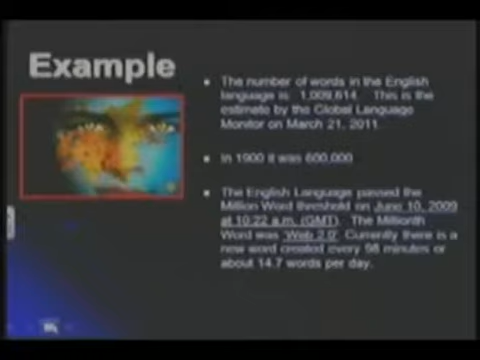 Example
The number of words in the English
language is: 1,009,614. This is the
estimate by the Global Language
Monitor on March 21, 2011.
In 1900 it was 600,000
The English Language passed the
Million Word threshold on June 10, 2009
at 10:22 a.m. (GMT). The Millionth
Word was 'Web 2.0'. Currently there is a
new word created every 98 minutes or
about 14.7 words per day.